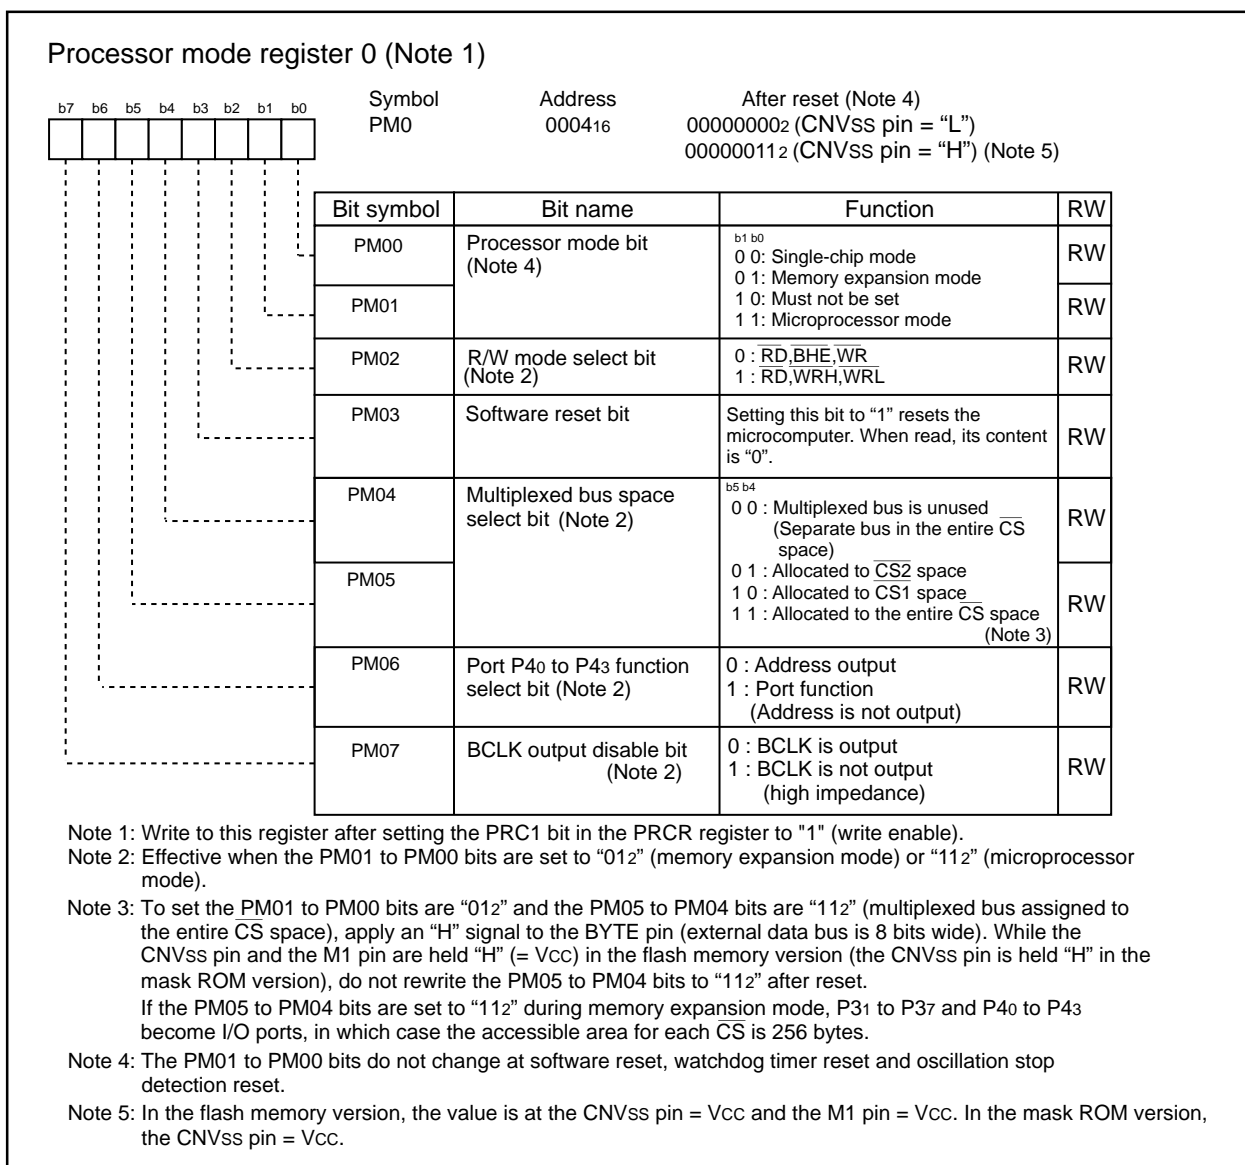 Processor mode register 0 (Note 1)
b7 b6 b5 b4 b3 b2 b1 b0
Symbol Address After reset (Note 4)
PM0 000416 000000002 (CNVSS pin = “L”)
000000112 (CNVSS pin = “H”) (Note 5)
Bit symbol Bit name Function RW
PM00 Processor mode bit
(Note 4)
b1 b0
0 0: Single-chip mode
0 1: Memory expansion mode
1 0: Must not be set
1 1: Microprocessor mode
RW
PM01
RW
PM02 R/W mode select bit
(Note 2)
0 : RD,BHE,WR
1 : RD,WRH,WRL
RW
PM03 Software reset bit
Setting this bit to “1” resets the
microcomputer. When read, its content
is “0”.
RW
PM04 Multiplexed bus space
select bit (Note 2)
b5 b4
0 0 : Multiplexed bus is unused
(Separate bus in the entire CS
space)
0 1 : Allocated to CS2 space
1 0 : Allocated to CS1 space
1 1 : Allocated to the entire CS space
(Note 3)
RW
PM05
RW
PM06 Port P40 to P43 function
select bit (Note 2)
0 : Address output
1 : Port function
(Address is not output)
RW
PM07 BCLK output disable bit
(Note 2)
0 : BCLK is output
1 : BCLK is not output
(high impedance)
RW
Note 1: Write to this register after setting the PRC1 bit in the PRCR register to "1" (write enable).
Note 2: Effective when the PM01 to PM00 bits are set to “012” (memory expansion mode) or “112” (microprocessor
mode).
Note 3: To set the PM01 to PM00 bits are “012” and the PM05 to PM04 bits are “112” (multiplexed bus assigned to
the entire CS space), apply an “H” signal to the BYTE pin (external data bus is 8 bits wide). While the
CNVSS pin and the M1 pin are held “H” (= VCC) in the flash memory version (the CNVSS pin is held “H” in the
mask ROM version), do not rewrite the PM05 to PM04 bits to “112” after reset.
If the PM05 to PM04 bits are set to “112” during memory expansion mode, P31 to P37 and P40 to P43
become I/O ports, in which case the accessible area for each CS is 256 bytes.
Note 4: The PM01 to PM00 bits do not change at software reset, watchdog timer reset and oscillation stop
detection reset.
Note 5: In the flash memory version, the value is at the CNVSS pin = VCC and the M1 pin = VCC. In the mask ROM version,
the CNVSS pin = VCC.